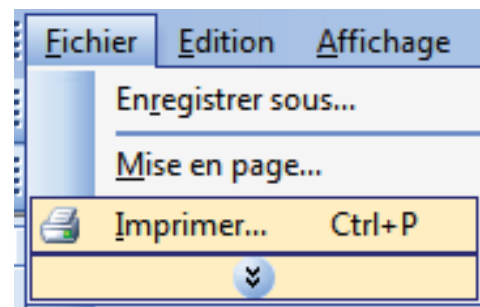 Fichier Edition Affichage
Enregistrer sous...
Mise en page...
Imprimer... Ctrl+P